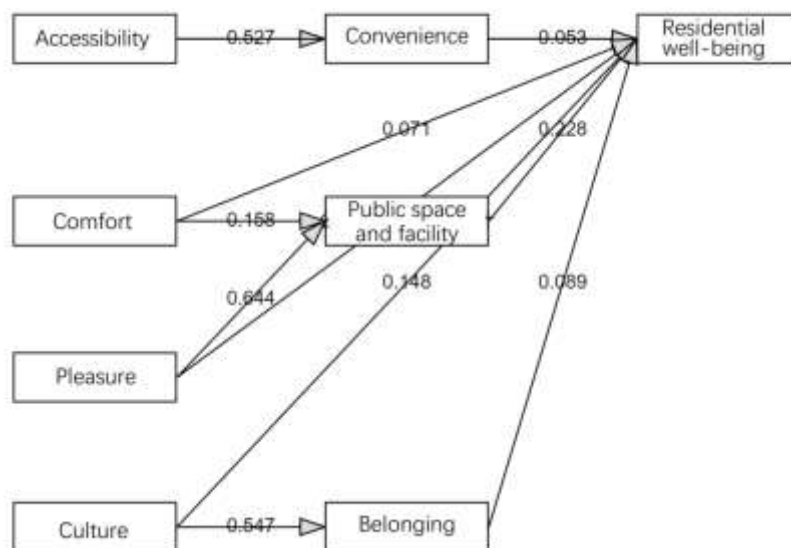 Accessibility
0.527
Convenience
0.053
Residential
well-being
0.071
0.228
Comfort
0.158
Public space
and facility
0.644
0.148
0.089
Pleasure
Culture
0.547
Belonging